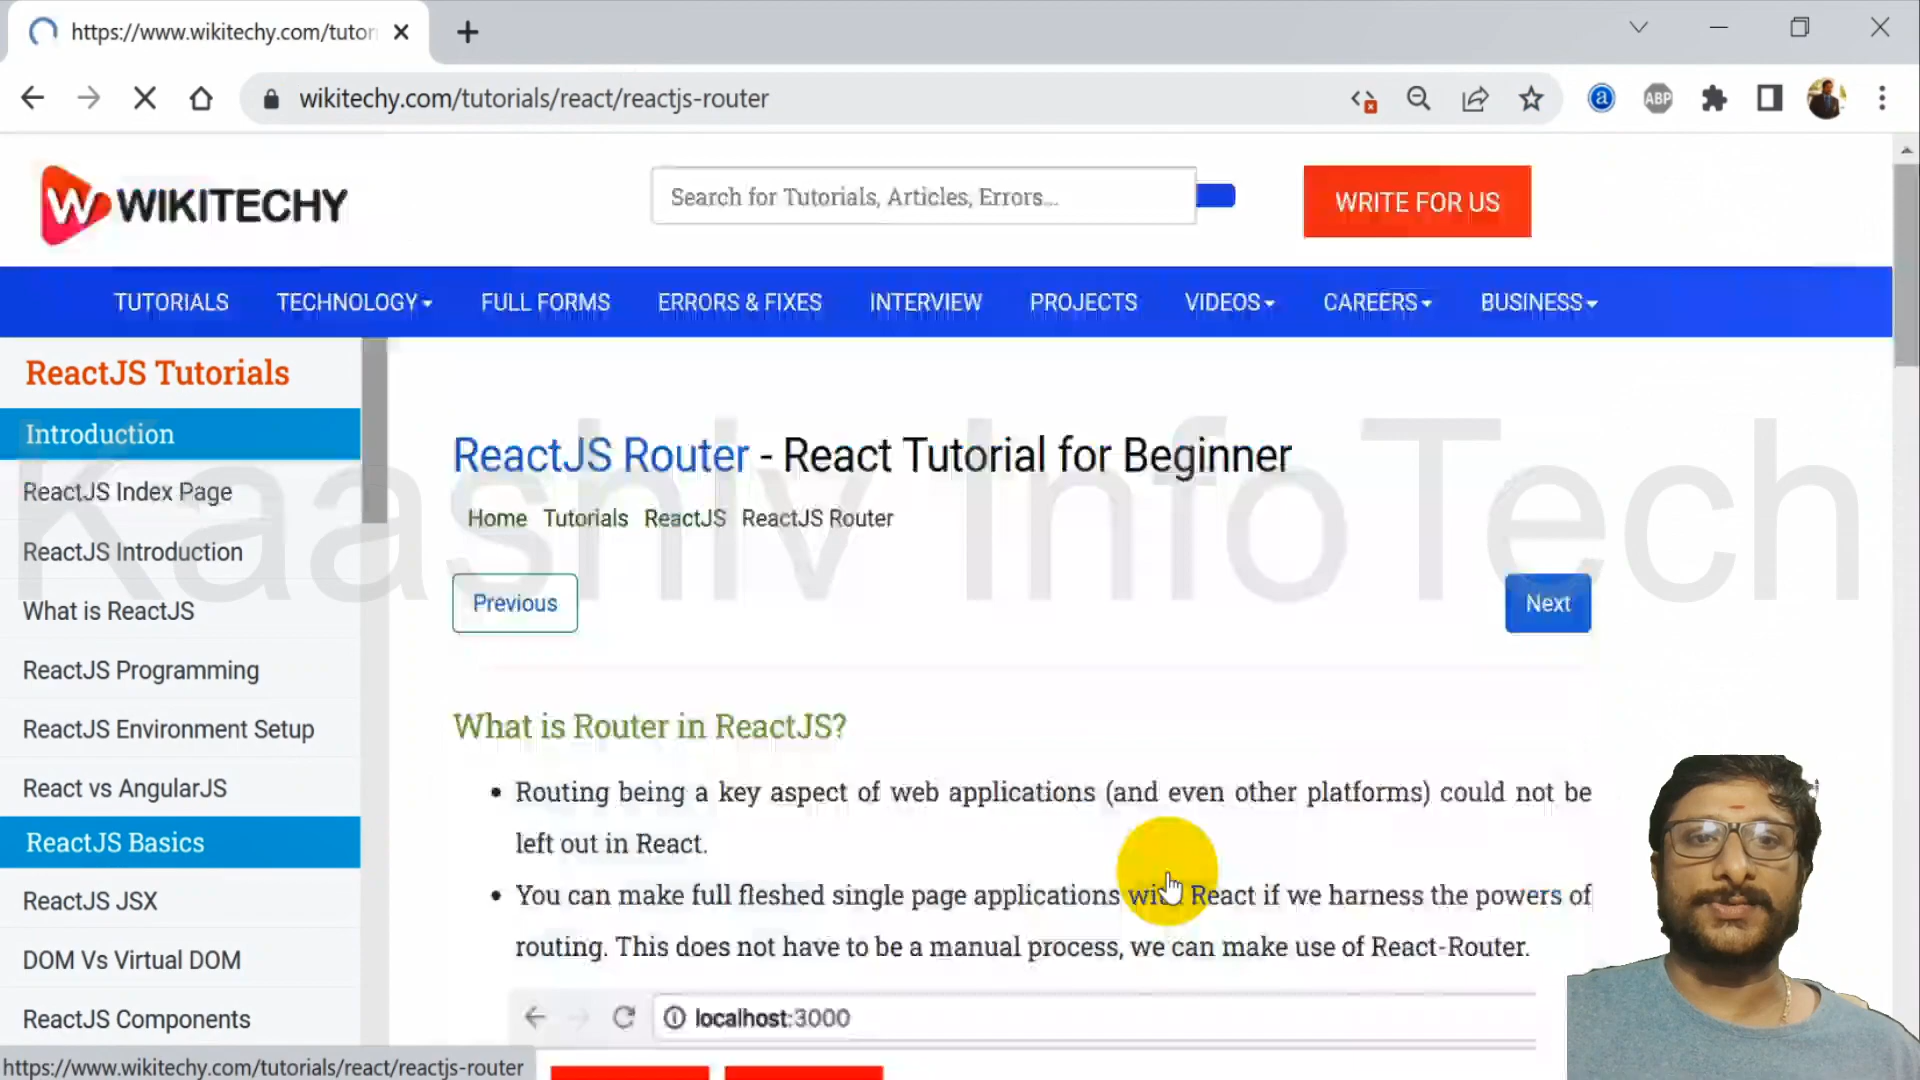 https://www.wikitechy.com/tutori
wikitechy.com/tutorials/react/reactjs-router
a
ABP
W WIKITECHY
Search for Tutorials, Articles, Errors...
WRITE FOR US
TUTORIALS TECHNOLOGY FULL FORMS ERRORS & FIXES INTERVIEW PROJECTS VIDEOS CAREERS BUSINESS
ReactJS Tutorials
Introduction
ReactJS Index Page
ReactJS Introduction
What is ReactJS
ReactJS Programming
ReactJS Environment Setup
React vs AngularJS
ReactJS Basics
ReactJS JSX
DOM Vs Virtual DOM
ReactJS Components
ReactJS Router - React Tutorial for Beginner
Home Tutorials ReactJS ReactJS Router
Kaashiv InfoTech
Previous
Next
What is Router in ReactJS?
• Routing being a key aspect of web applications (and even other platforms) could not be
left out in React.
• You can make full fleshed single page applications with React if we harness the powers of
routing. This does not have to be a manual process, we can make use of React-Router.
localhost:3000
https://www.wikitechy.com/tutorials/react/reactjs-router